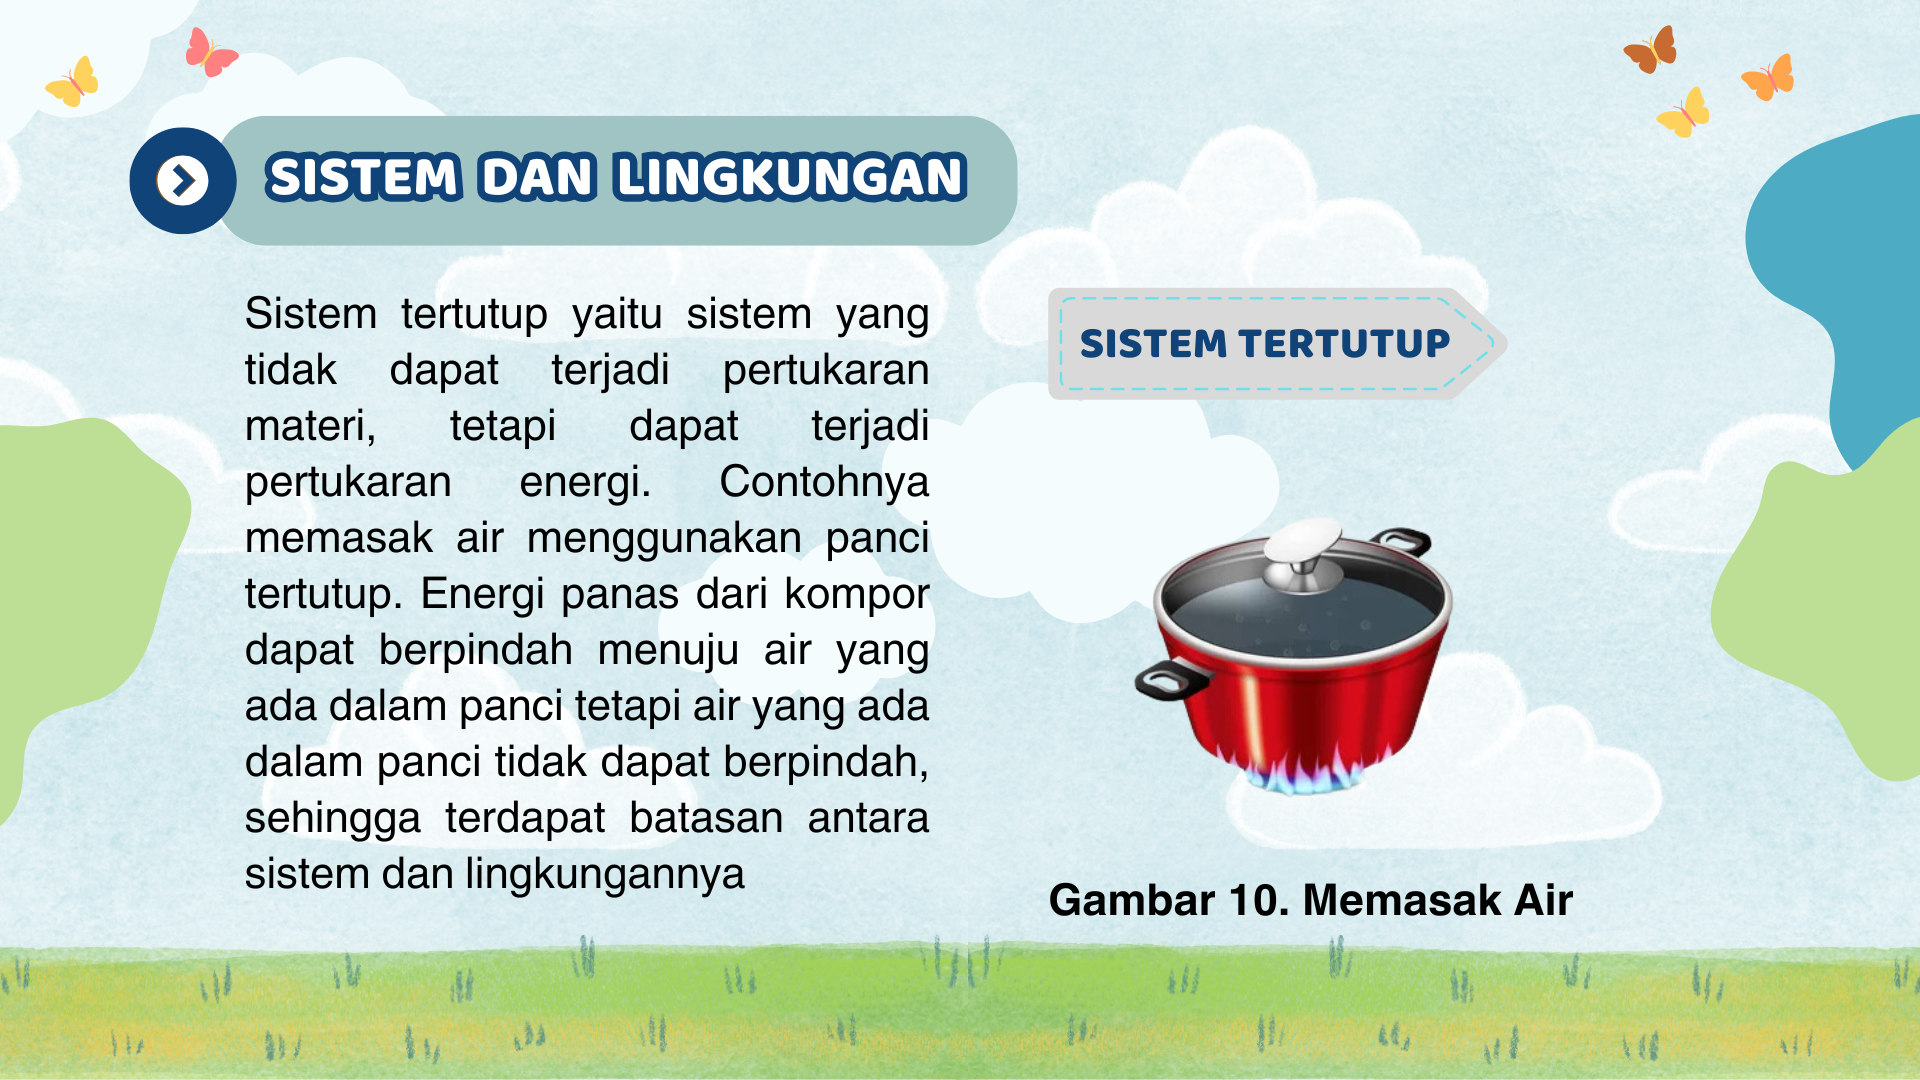 SISTEM DAN LINGKUNGAN
Sistem tertutup yaitu sistem yang
tidak dapat terjadi pertukaran
materi, tetapi dapat terjadi
pertukaran energi. Contohnya
memasak air menggunakan panci
tertutup. Energi panas dari kompor
dapat berpindah menuju air yang
ada dalam panci tetapi air yang ada
dalam panci tidak dapat berpindah,
sehingga terdapat batasan antara
sistem dan lingkungannya
SISTEM TERTUTUP
Gambar 10. Memasak Air